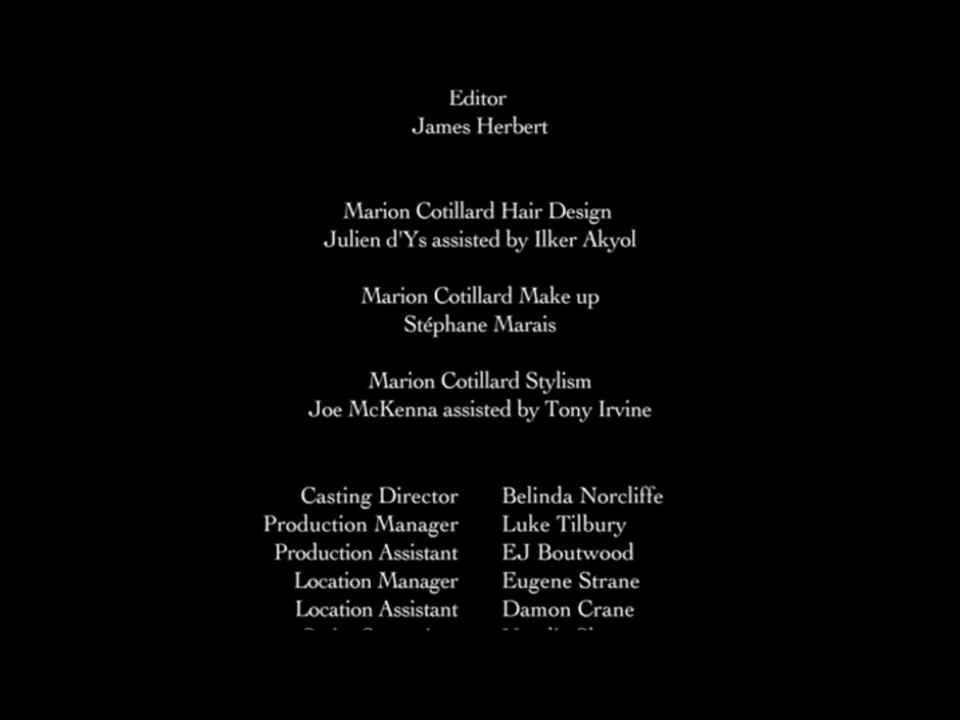 Editor
James Herbert
Marion Cotillard Hair Design
Julien d'Ys assisted by Ilker Akyol
Marion Cotillard Make up
Stéphane Marais
Marion Cotillard Stylism
Joe McKenna assisted by Tony Irvine
Casting Director Belinda Norcliffe
Production Manager Luke Tilbury
Production Assistant EJ Boutwood
Location Manager Eugene Strane
Location Assistant Damon Crane